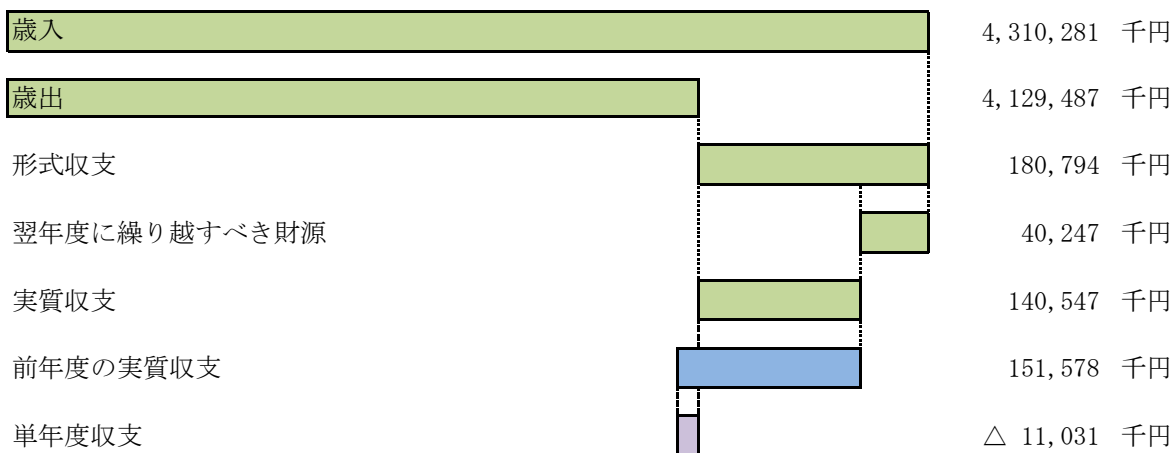 歳入 4,310,281 千円
歳出 4,129,487 千円
形式収支 180,794 千円
翌年度に繰り越すべき財源 40,247 千円
実質収支 140,547 千円
前年度の実質収支 151,578 千円
単年度収支 △ 11,031 千円